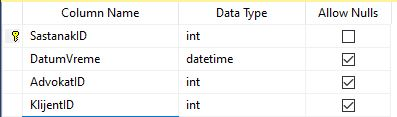 Column Name Data Type Allow Nulls
SastanakID int
DatumVreme datetime
AdvokatID int
KlijentID int